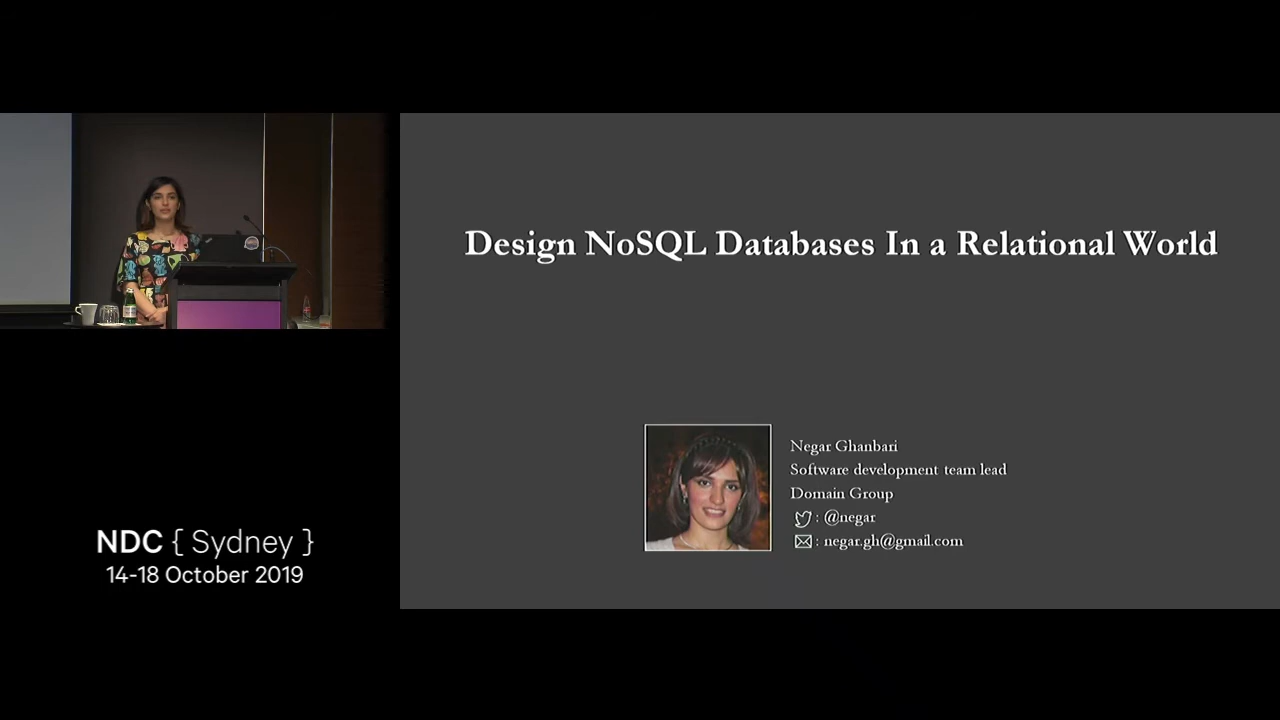 Design NoSQL Databases In a Relational World
Negar Ghanbari
Software development team lead
Domain Group
: @negar
: negar.gh@gmail.com
NDC { Sydney }
14-18 October 2019